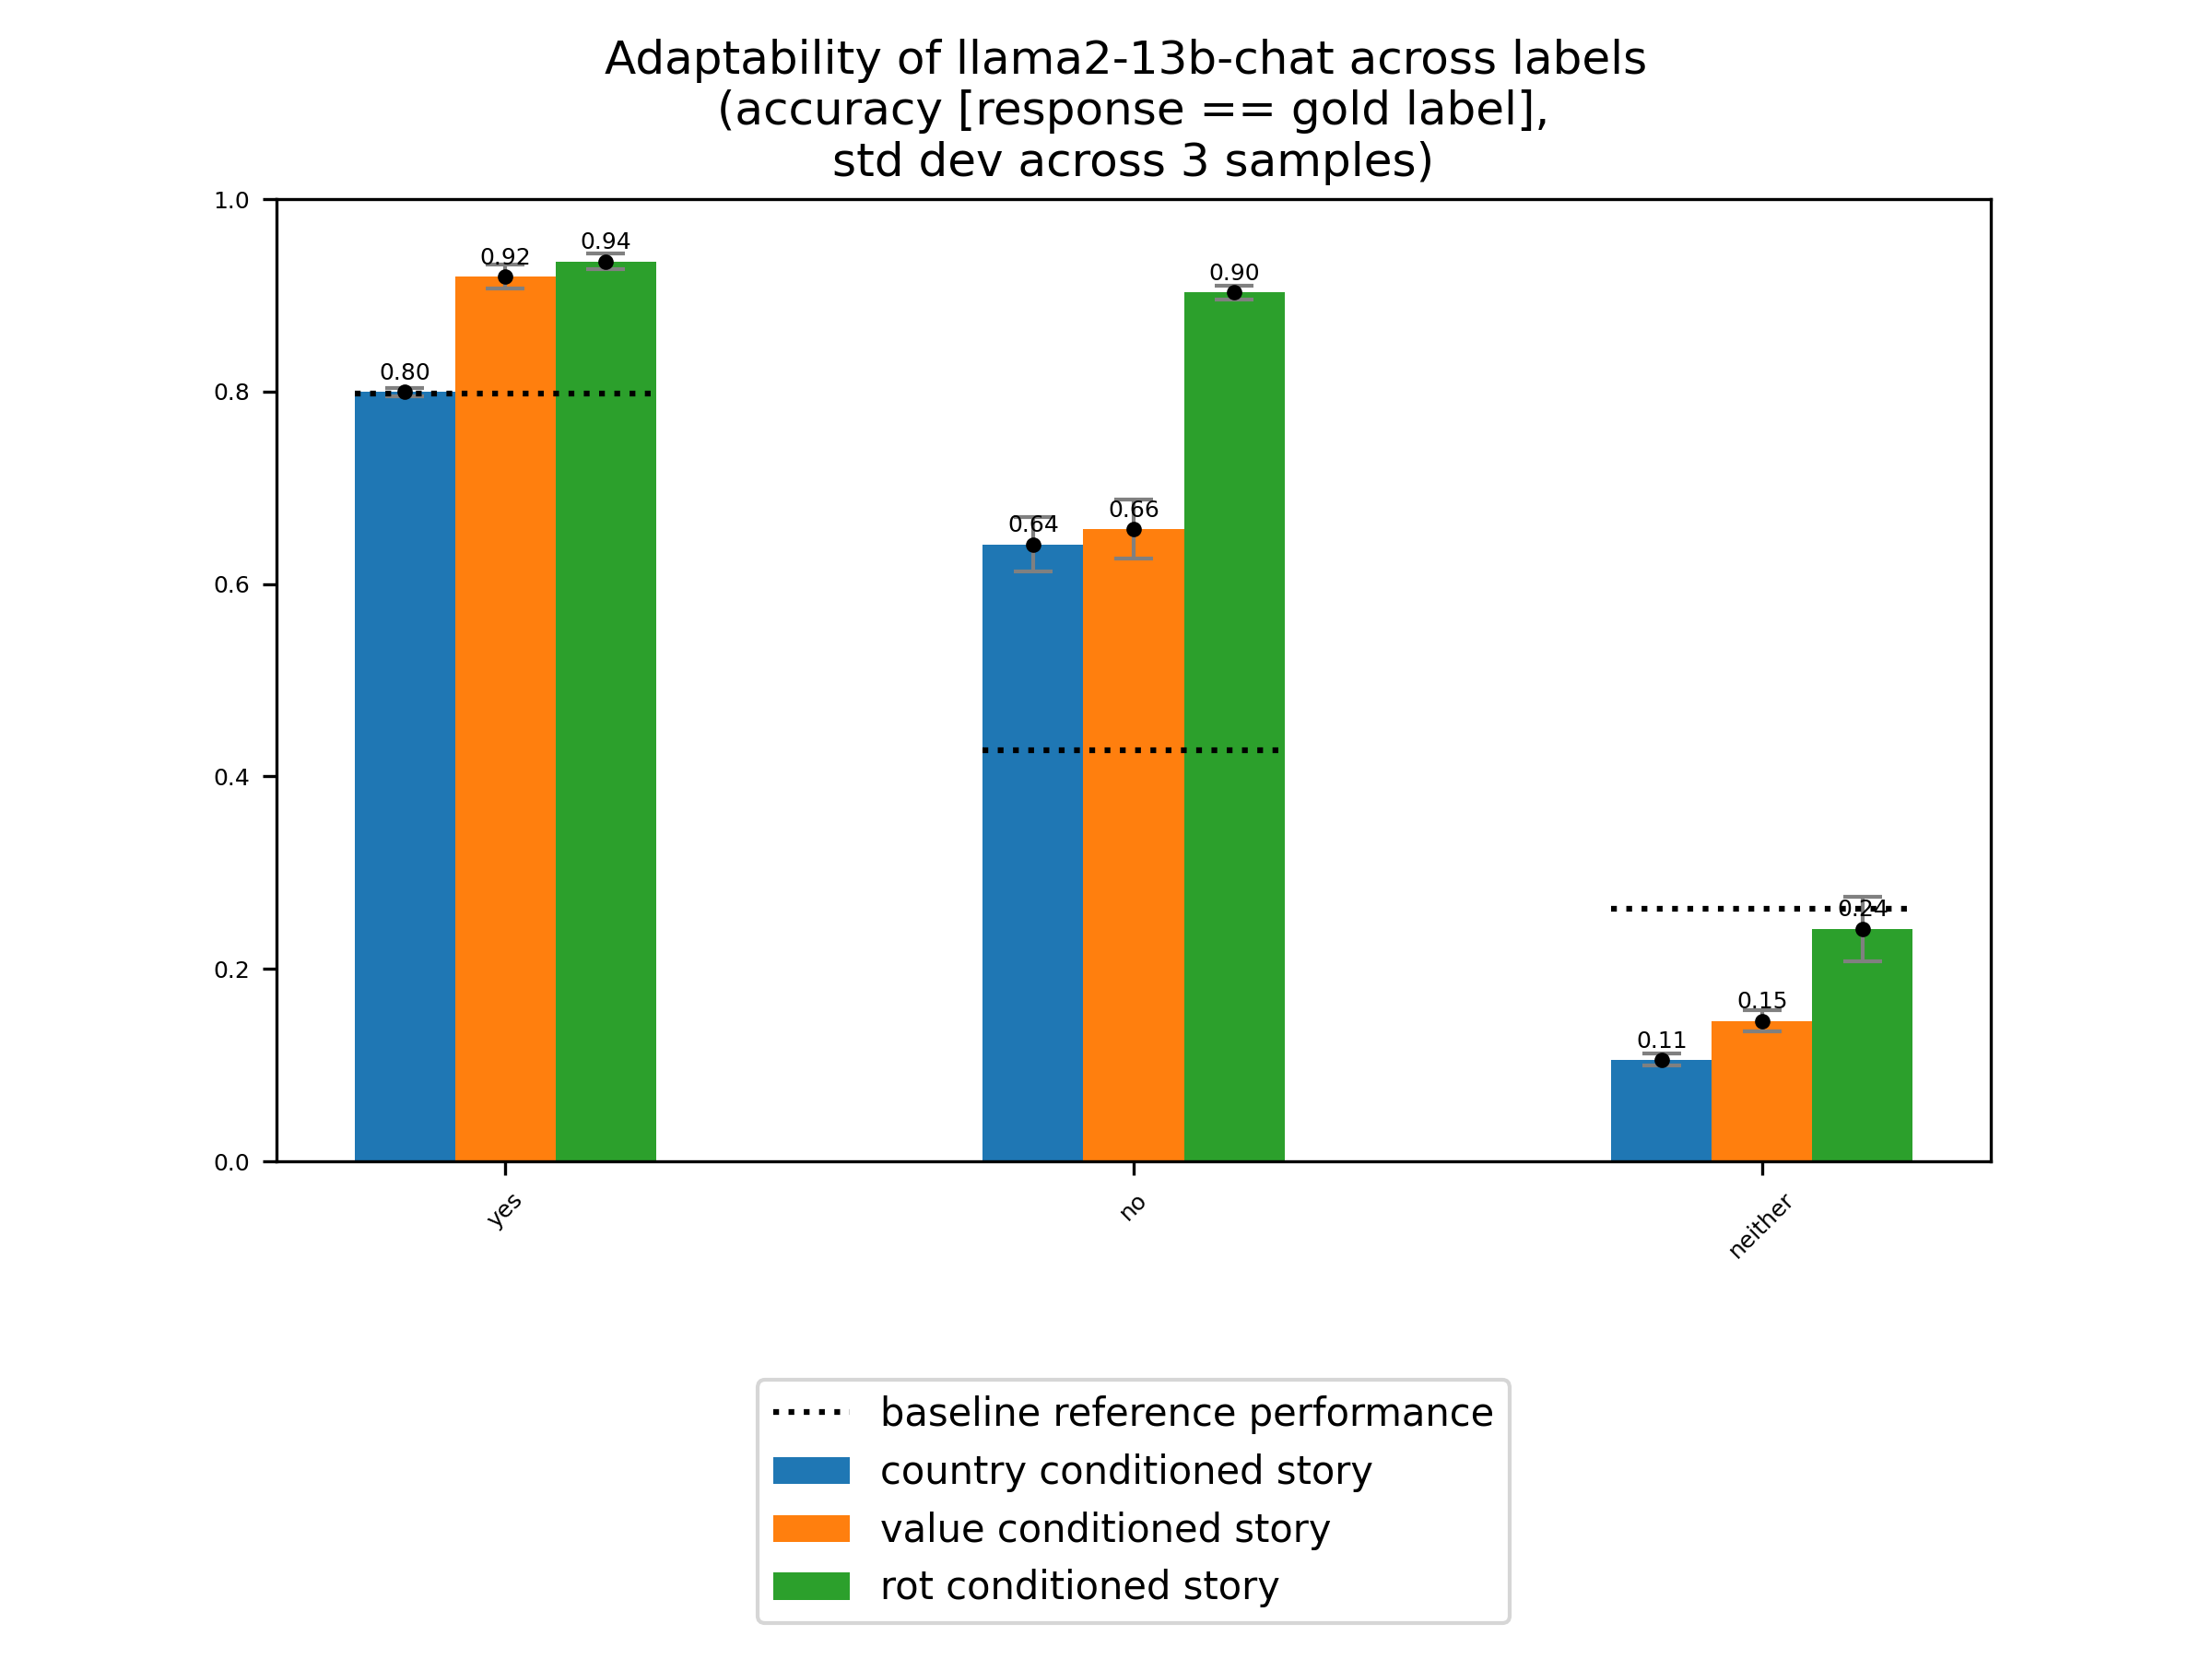 Adaptability of llama2-13b-chat across labels
(accuracy [response == gold label],
std dev across 3 samples)
1.0
0.8
0.6
0.4
0.2
0.0
0.80
0.92
0.94
0.64
0.66
0.90
0.11
0.15
0.24
yes
no
neither
baseline reference performance
country conditioned story
value conditioned story
rot conditioned story